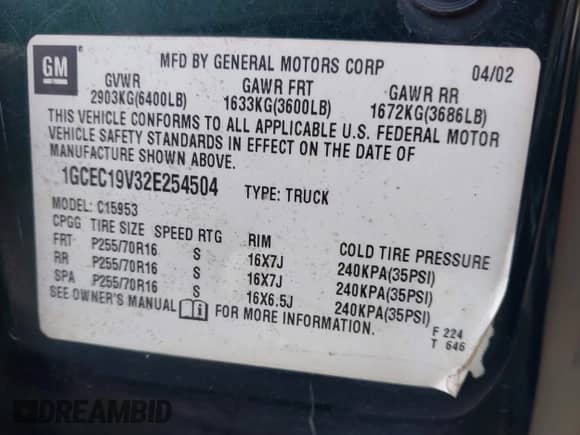 GM
MFD BY GENERAL MOTORS CORP 04/02
GVWR GAWR FRT GAWR RR
2903KG(6400LB) 1633KG(3600LB) 1672KG(3686LB)
THIS VEHICLE CONFORMS TO ALL APPLICABLE U.S. FEDERAL MOTOR
VEHICLE SAFETY STANDARDS IN EFFECT ON THE DATE OF
MANUFACTURE SHOWN ABOVE.
1GCEC19V32E254504 TYPE: TRUCK
MODEL: C15953
CPGG TIRE SIZE SPEED RTG RIM COLD TIRE PRESSURE
FRT P255/70R16 S 16X7J 240KPA(35PSI)
RR P255/70R16 S 16X7J 240KPA(35PSI)
SPA P255/70R16 S 16X6.5J 240KPA(35PSI)
SEE OWNER'S MANUAL FOR MORE INFORMATION.
F 224
T 646
DREAMBID